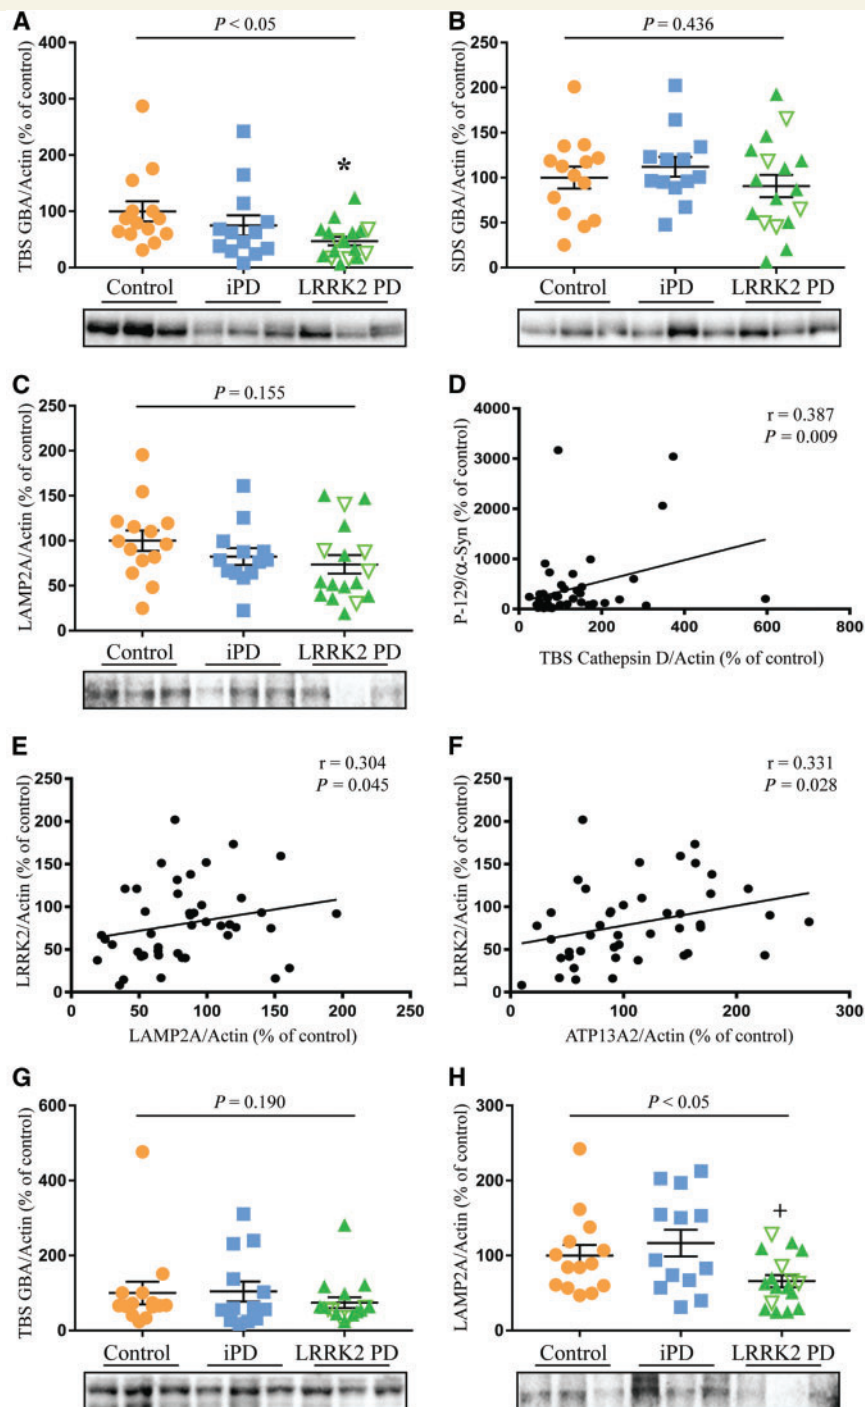 A
P < 0.05
TBS GBA/Actin (% of control)
400
300
200
100
0
*
Control iPD LRRK2 PD
B
P = 0.436
SDS GBA/Actin (% of control)
250
200
150
100
50
0
Control iPD LRRK2 PD
C
P = 0.155
LAMP2A/Actin (% of control)
250
200
150
100
50
0
Control iPD LRRK2 PD
D
r = 0.387
P = 0.009
P-129/α-Syn (% of control)
4000
3000
2000
1000
0
0 200 400 600 800
TBS Cathepsin D/Actin (% of control)
E
r = 0.304
P = 0.045
LRRK2/Actin (% of control)
250
200
150
100
50
0
0 50 100 150 200 250
LAMP2A/Actin (% of control)
F
r = 0.331
P = 0.028
LRRK2/Actin (% of control)
250
200
150
100
50
0
0 100 200 300
ATP13A2/Actin (% of control)
G
P = 0.190
TBS GBA/Actin (% of control)
600
400
200
0
Control iPD LRRK2 PD
H
P < 0.05
LAMP2A/Actin (% of control)
300
200
100
0
+
Control iPD LRRK2 PD